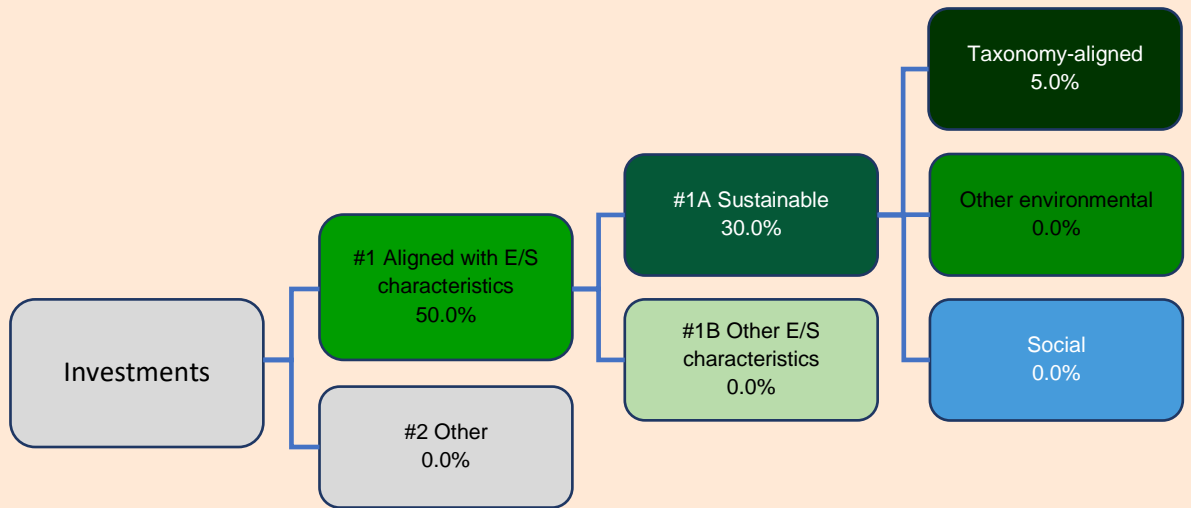 Investments
#1 Aligned with E/S
characteristics
50.0%
#2 Other
0.0%
#1A Sustainable
30.0%
#1B Other E/S
characteristics
0.0%
Taxonomy-aligned
5.0%
Other environmental
0.0%
Social
0.0%